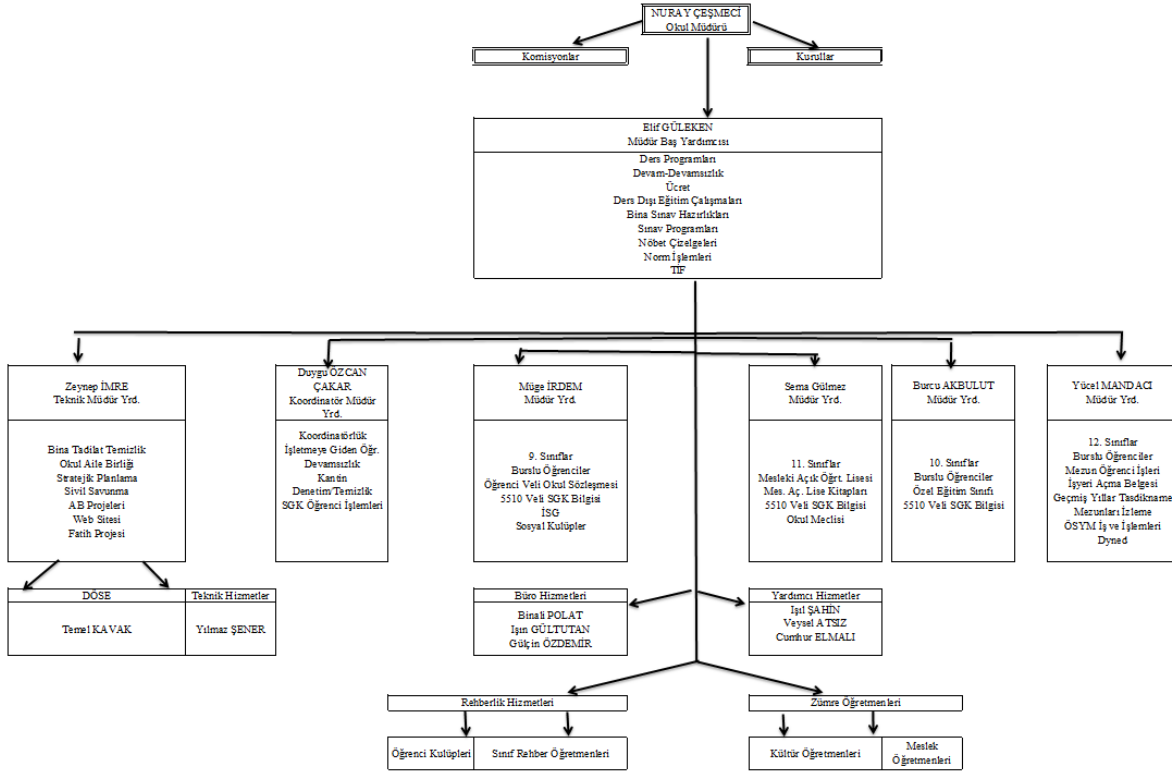 NURAY ÇEŞMECİ
Okul Müdürü
Komisyonlar
Kurullar
Elif GÜLEKEN
Müdür Baş Yardımcısı
Ders Programları
Devam-Devamsızlık
Ücret
Ders Dışı Eğitim Çalışmaları
Bina Sınav Hazırlıkları
Sınav Programları
Nöbet Çizelgeleri
Norm İşlemleri
TİF
Zeynep İMRE
Teknik Müdür Yrd.
Bina Tadilat Temizlik
Okul Aile Birliği
Stratejik Planlama
Sivil Savunma
AB Projeleri
Web Sitesi
Fatih Projesi
Duygu ÖZCAN
ÇAKAR
Koordinatör Müdür
Yrd.
Koordinatörlük
İşletmeye Giden Öğr.
Devamsızlık
Kantin
Denetim/Temizlik
SGK Öğrenci İşlemleri
Müge İRDEM
Müdür Yrd.
9. Sınıflar
Burslu Öğrenciler
Öğrenci Veli Okul Sözleşmesi
5510 Veli SGK Bilgisi
İSG
Sosyal Kulüpler
Sema Gülmez
Müdür Yrd.
11. Sınıflar
Mesleki Açık Öğrt. Lisesi
Mes. Aç. Lise Kitapları
5510 Veli SGK Bilgisi
Okul Meclisi
Burcu AKBULUT
Müdür Yrd.
10. Sınıflar
Burslu Öğrenciler
Özel Eğitim Sınıfı
5510 Veli SGK Bilgisi
Yücel MANDACI
Müdür Yrd.
12. Sınıflar
Burslu Öğrenciler
Mezun Öğrenci İşleri
İşyeri Açma Belgesi
Geçmiş Yıllar Tasdikname
Mezunları İzleme
ÖSYM İş ve İşlemleri
Dyned
DÖSE
Temel KAVAK
Teknik Hizmetler
Yılmaz ŞENER
Büro Hizmetleri
Binali POLAT
Işın GÜLTUTAN
Gülçin ÖZDEMİR
Yardımcı Hizmetler
Işıl ŞAHİN
Veysel ATSIZ
Cumhur ELMALI
Rehberlik Hizmetleri
Öğrenci Kulüpleri
Sınıf Rehber Öğretmenleri
Zümre Öğretmenleri
Kültür Öğretmenleri
Meslek
Öğretmenleri